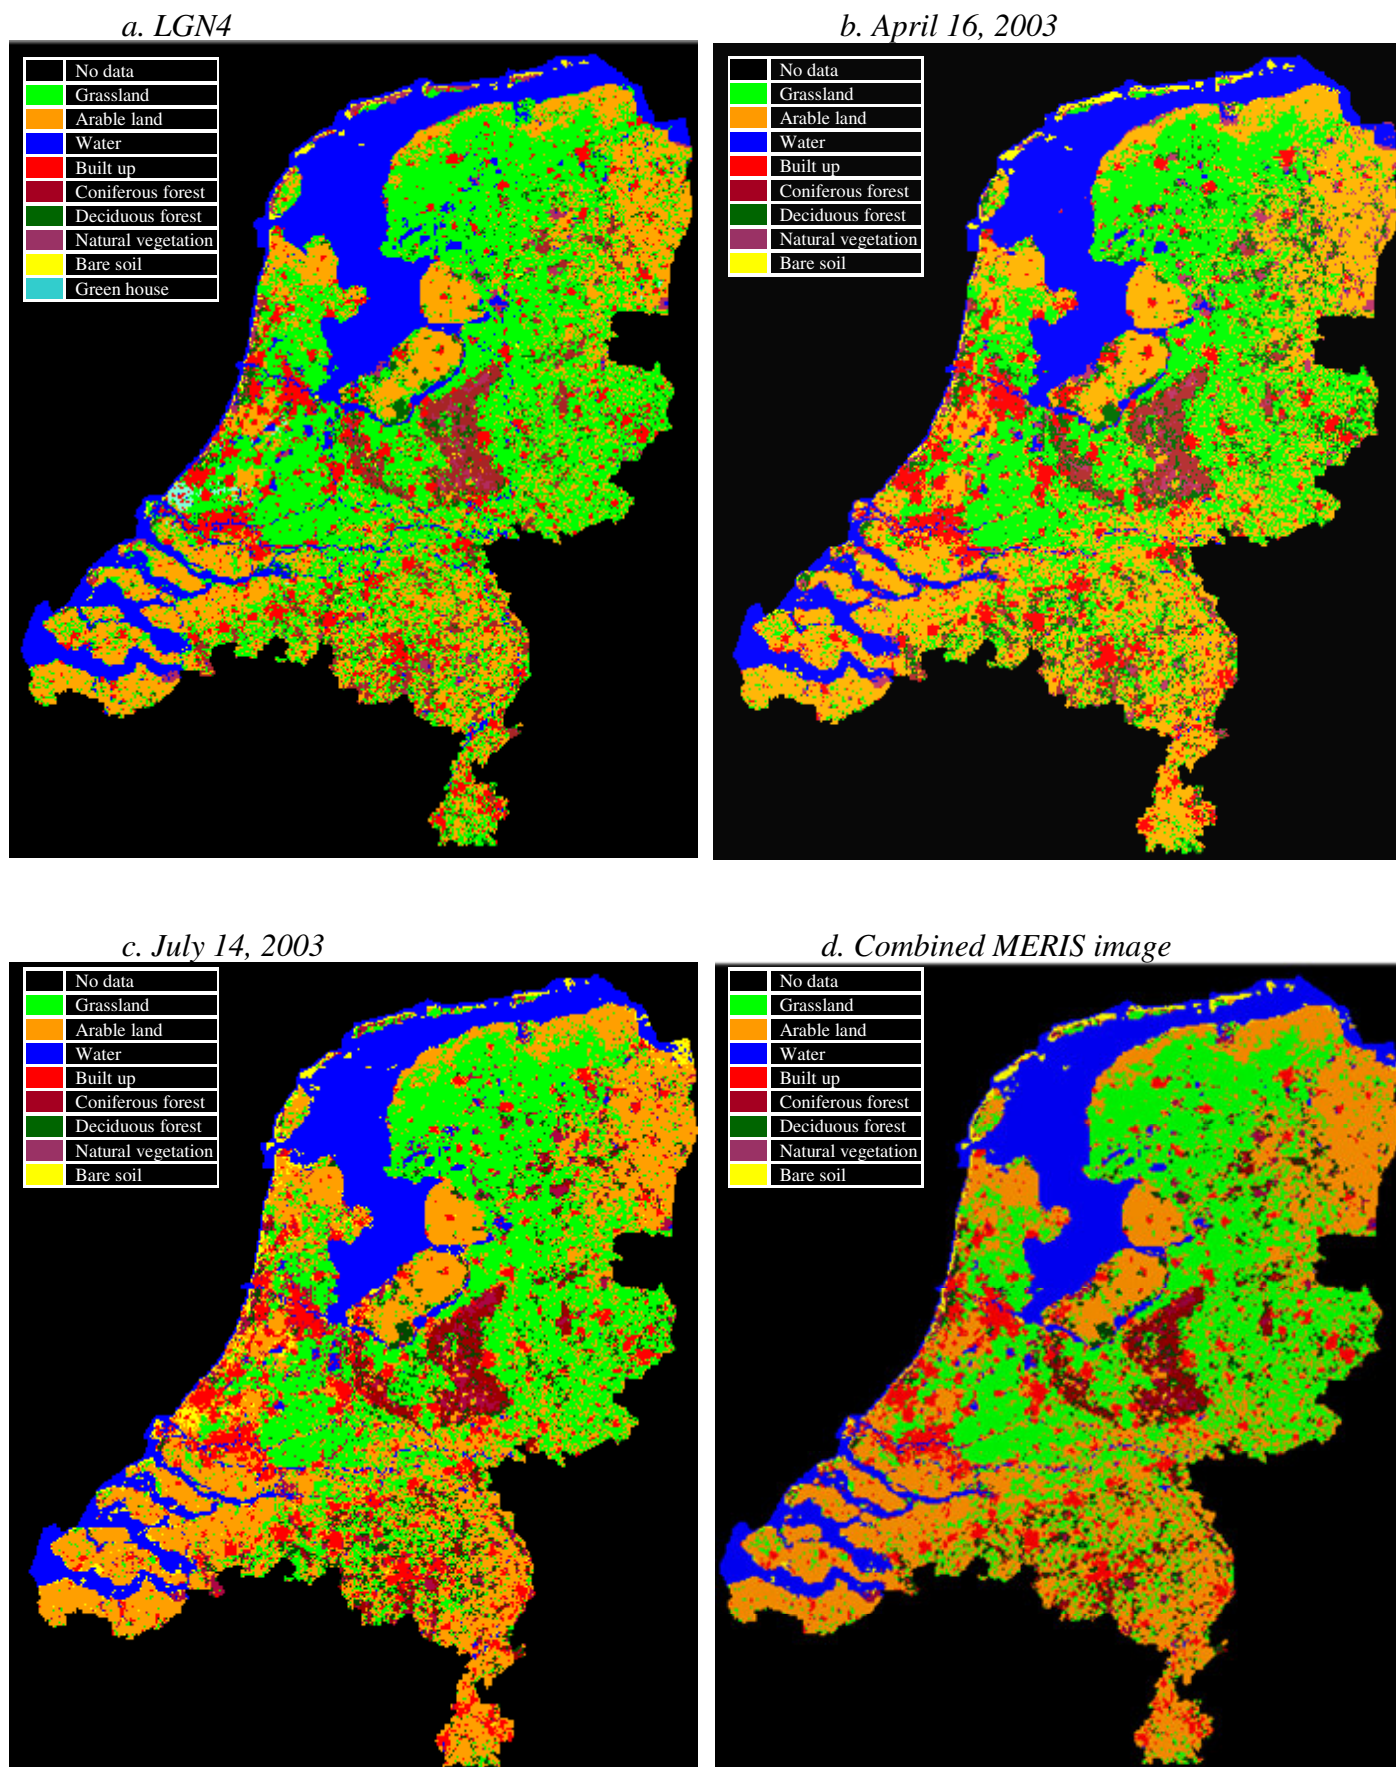 a. LGN4
No data
Grassland
Arable land
Water
Built up
Coniferous forest
Deciduous forest
Natural vegetation
Bare soil
Green house
b. April 16, 2003
No data
Grassland
Arable land
Water
Built up
Coniferous forest
Deciduous forest
Natural vegetation
Bare soil
c. July 14, 2003
No data
Grassland
Arable land
Water
Built up
Coniferous forest
Deciduous forest
Natural vegetation
Bare soil
d. Combined MERIS image
No data
Grassland
Arable land
Water
Built up
Coniferous forest
Deciduous forest
Natural vegetation
Bare soil